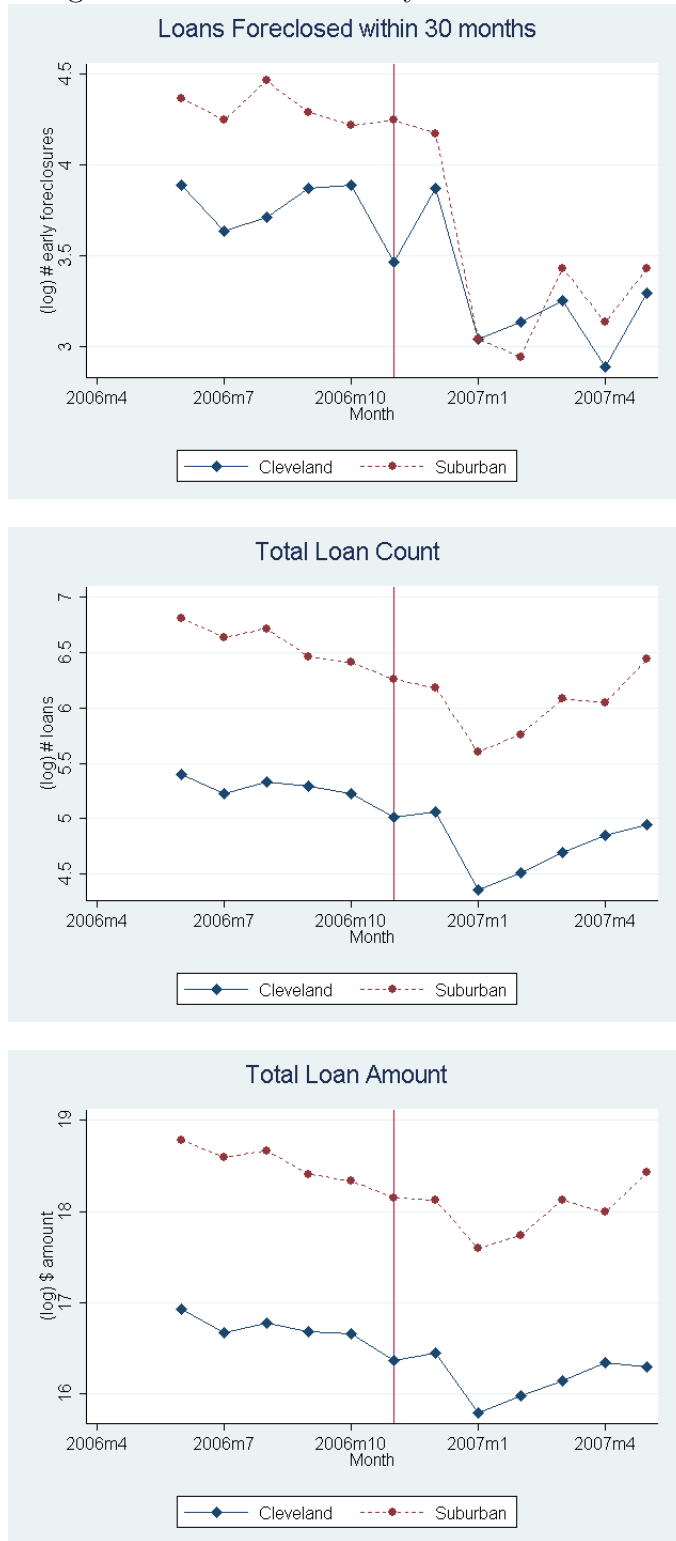 Loans Foreclosed within 30 months
(log) # early foreclosures
4.5
4
3.5
3
2006m4 2006m7 2006m10 2007m1 2007m4
Month
Cleveland Suburban
Total Loan Count
(log) # loans
7
6.5
6
5.5
5
4.5
2006m4 2006m7 2006m10 2007m1 2007m4
Month
Cleveland Suburban
Total Loan Amount
(log) $ amount
19
18
17
16
2006m4 2006m7 2006m10 2007m1 2007m4
Month
Cleveland Suburban